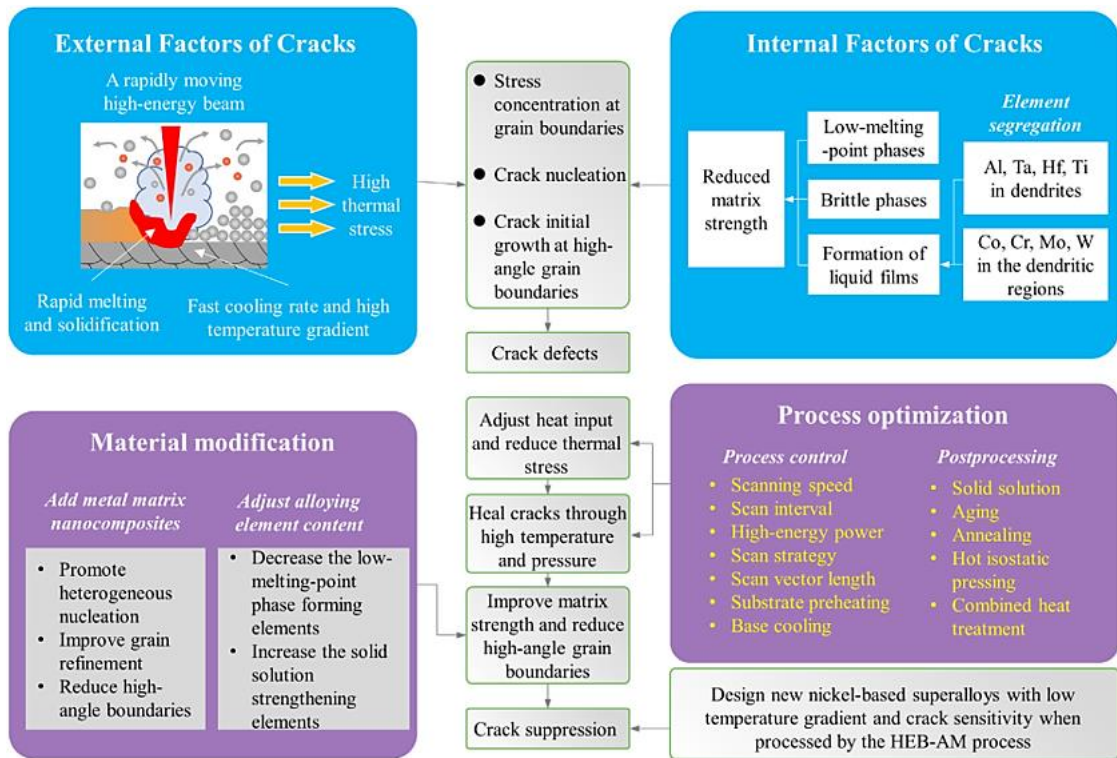 External Factors of Cracks
A rapidly moving
high-energy beam
High
thermal
stress
Rapid melting
and solidification
Fast cooling rate and high
temperature gradient
● Stress
concentration at
grain boundaries
● Crack nucleation
● Crack initial
growth at high-
angle grain
boundaries
Crack defects
Internal Factors of Cracks
Reduced
matrix
strength
Low-melting
-point phases
Brittle phases
Formation of
liquid films
Element
segregation
Al, Ta, Hf, Ti
in dendrites
Co, Cr, Mo, W
in the dendritic
regions
Material modification
Add metal matrix
nanocomposites
• Promote
heterogeneous
nucleation
• Improve grain
refinement
• Reduce high-
angle boundaries
Adjust alloying
element content
• Decrease the low-
melting-point
phase forming
elements
• Increase the solid
solution
strengthening
elements
Adjust heat input
and reduce thermal
stress
Heal cracks through
high temperature
and pressure
Improve matrix
strength and reduce
high-angle grain
boundaries
Crack suppression
Process optimization
Process control
• Scanning speed
• Scan interval
• High-energy power
• Scan strategy
• Scan vector length
• Substrate preheating
• Base cooling
Postprocessing
• Solid solution
• Aging
• Annealing
• Hot isostatic
pressing
• Combined heat
treatment
Design new nickel-based superalloys with low
temperature gradient and crack sensitivity when
processed by the HEB-AM process